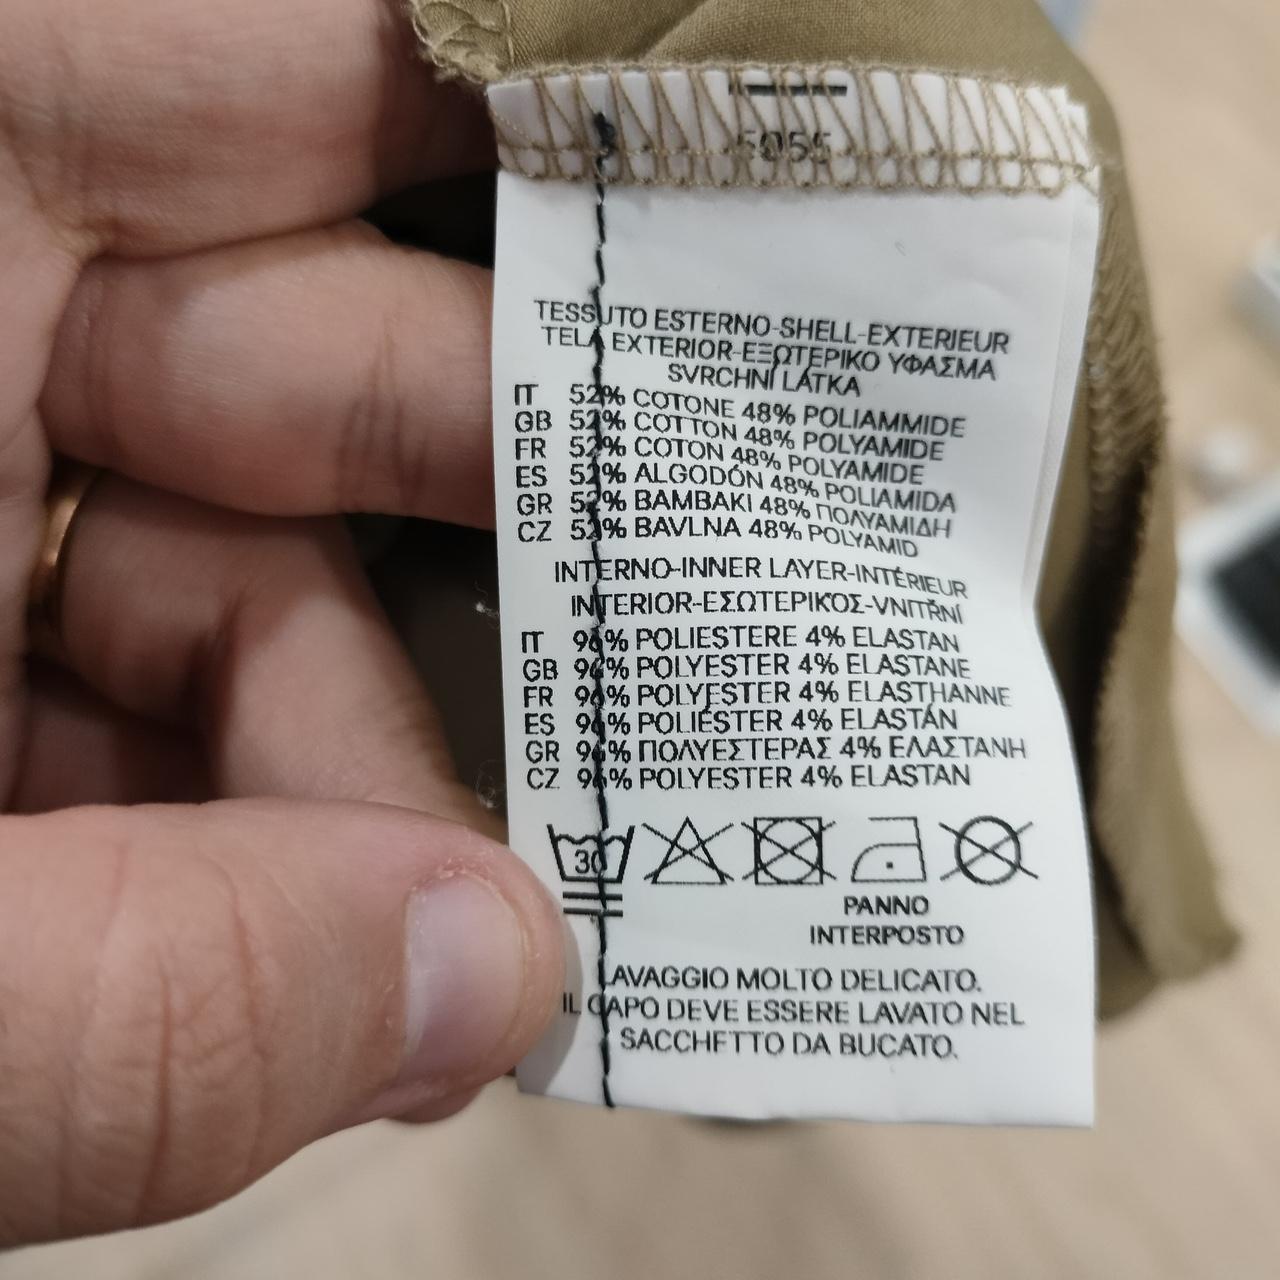 5055
TESSUTO ESTERNO-SHELL-EXTERIEUR
TELA EXTERIOR-ΕΞΩΤΕΡΙΚΟ ΥΦΑΣΜΑ
SVRCHNÍ LÁTKA
IT 52% COTONE 48% POLIAMMIDE
GB 52% COTTON 48% POLYAMIDE
FR 52% COTON 48% POLYAMIDE
ES 52% ALGODÓN 48% POLIAMIDA
GR 52% ΒΑΜΒΑΚΙ 48% ΠΟΛΥΑΜΙΔΗ
CZ 52% BAVLNA 48% POLYAMID
INTERNO-INNER LAYER-INTÉRIEUR
INTERIOR-ΕΣΩΤΕΡΙΚΟΣ-VNITŘNÍ
IT 96% POLIESTERE 4% ELASTAN
GB 96% POLYESTER 4% ELASTANE
FR 96% POLYESTER 4% ELASTHANNE
ES 96% POLIÉSTER 4% ELASTÁN
GR 96% ΠΟΛΥΕΣΤΕΡΑΣ 4% ΕΛΑΣΤΑΝΗ
CZ 96% POLYESTER 4% ELASTAN
30
PANNO
INTERPOSTO
LAVAGGIO MOLTO DELICATO.
IL CAPO DEVE ESSERE LAVATO NEL
SACCHETTO DA BUCATO.